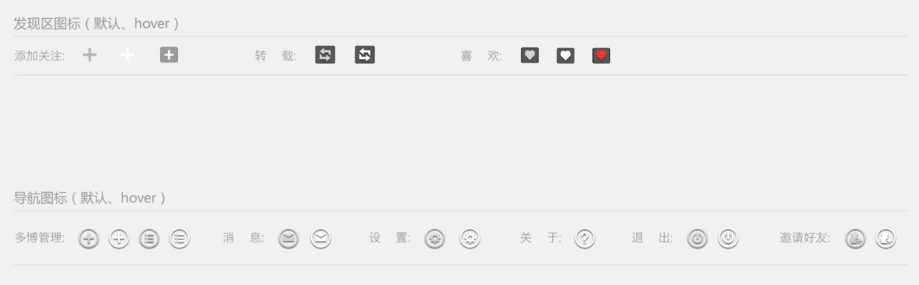 发现区图标（默认、hover）
添加关注: 转 载: 喜 欢:
导航图标（默认、hover）
多博管理: 消 息: 设 置: 关 于: 退 出: 邀请好友: